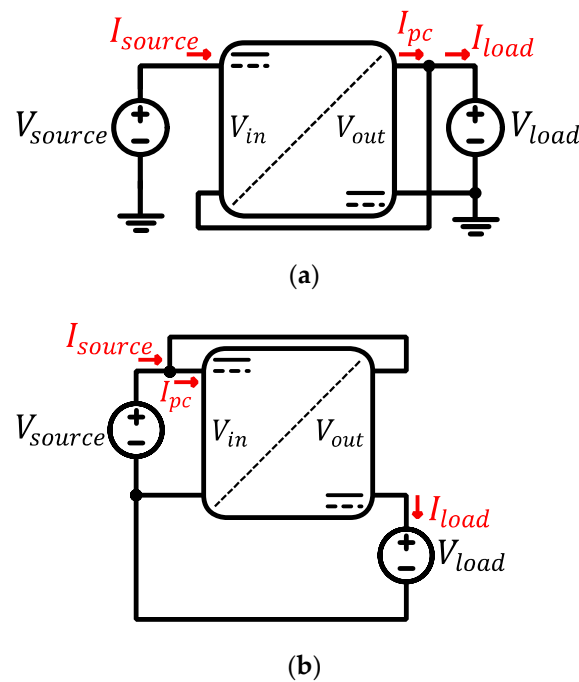 I_source I_pc I_load
V_source V_in V_out V_load
(a)
I_source
I_pc
V_source V_in V_out
I_load
V_load
(b)